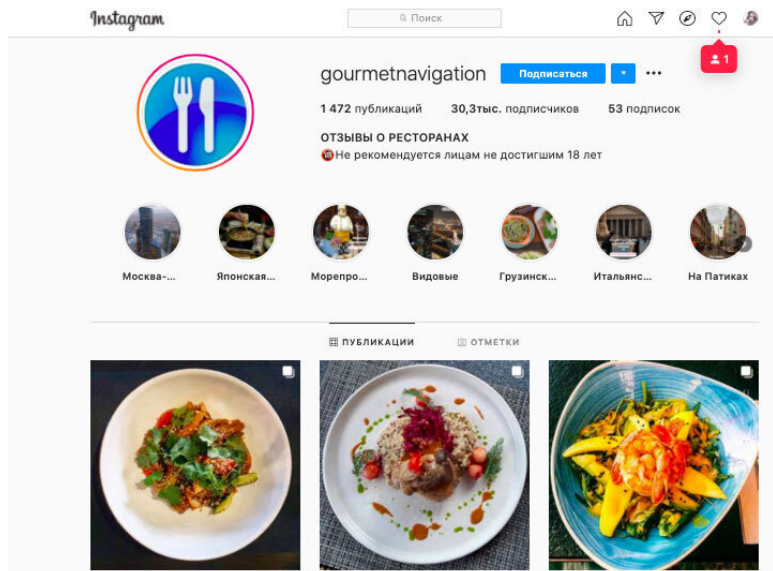 Instagram
Поиск
1
gourmetnavigation Подписаться
1 472 публикаций 30,3тыс. подписчиков 53 подписок
ОТЗЫВЫ О РЕСТОРАНАХ
🔞Не рекомендуется лицам не достигшим 18 лет
Москва-... Японская... Морепро... Видовые Грузинск... Итальянс... На Патиках
ПУБЛИКАЦИИ ОТМЕТКИ